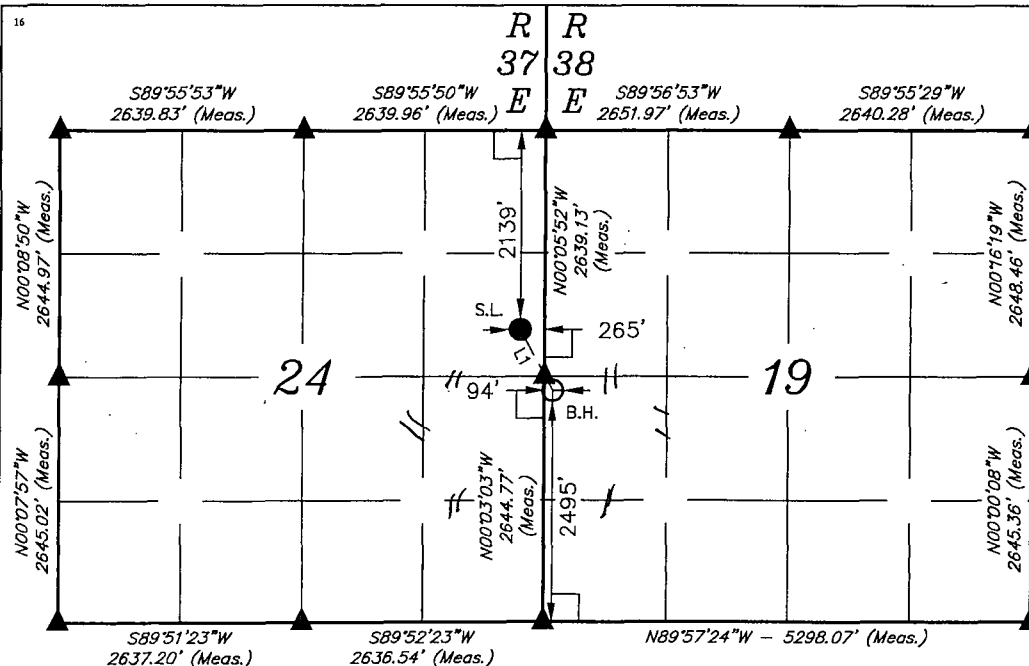 16
R R
37 38
E E
S89°55'53"W
2639.83' (Meas.)
S89°55'50"W
2639.96' (Meas.)
S89°56'53"W
2651.97' (Meas.)
S89°55'29"W
2640.28' (Meas.)
N00°08'50"W
2644.97' (Meas.)
2139'
N00°05'52"W
2639.13'
(Meas.)
N00°16'19"W
2648.46' (Meas.)
S.L.
265'
L1
24
19
94'
B.H.
N00°07'57"W
2645.02' (Meas.)
N00°03'03"W
2644.77'
(Meas.)
2495'
N00°00'08"W
2645.36' (Meas.)
S89°51'23"W
2637.20' (Meas.)
S89°52'23"W
2636.54' (Meas.)
N89°57'24"W – 5298.07' (Meas.)